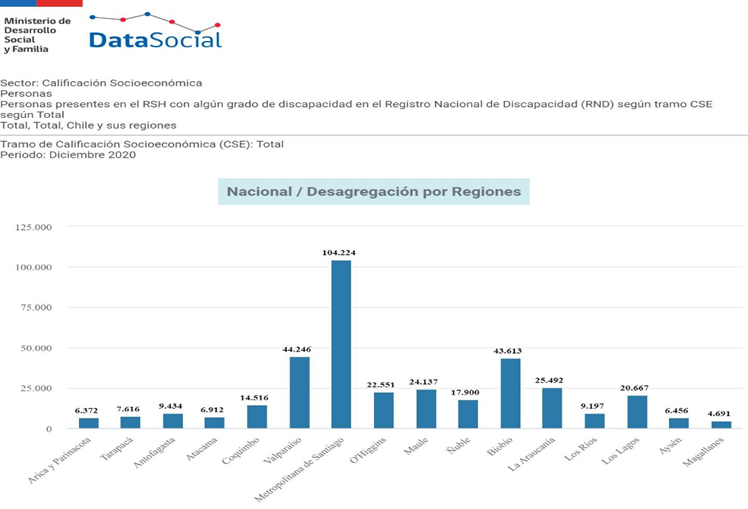 Ministerio de
Desarrollo
Social
y Familia
DataSocial
Sector: Calificación Socioeconómica
Personas
Personas presentes en el RSH con algún grado de discapacidad en el Registro Nacional de Discapacidad (RND) según tramo CSE
según Total
Total, Total, Chile y sus regiones
Tramo de Calificación Socioeconómica (CSE): Total
Periodo: Diciembre 2020
Nacional / Desagregación por Regiones
125.000
100.000
75.000
50.000
25.000
0
6.372
7.616
9.434
6.912
14.516
44.246
104.224
22.551
24.137
17.900
43.613
25.492
9.197
20.667
6.456
4.691
Arica y Parinacota
Tarapacá
Antofagasta
Atacama
Coquimbo
Valparaíso
Metropolitana de Santiago
O'Higgins
Maule
Ñuble
Biobío
La Araucanía
Los Ríos
Los Lagos
Aysén
Magallanes